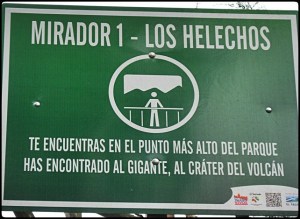 MIRADOR 1 - LOS HELECHOS
TE ENCUENTRAS EN EL PUNTO MÁS ALTO DEL PARQUE
HAS ENCONTRADO AL GIGANTE, AL CRÁTER DEL VOLCÁN